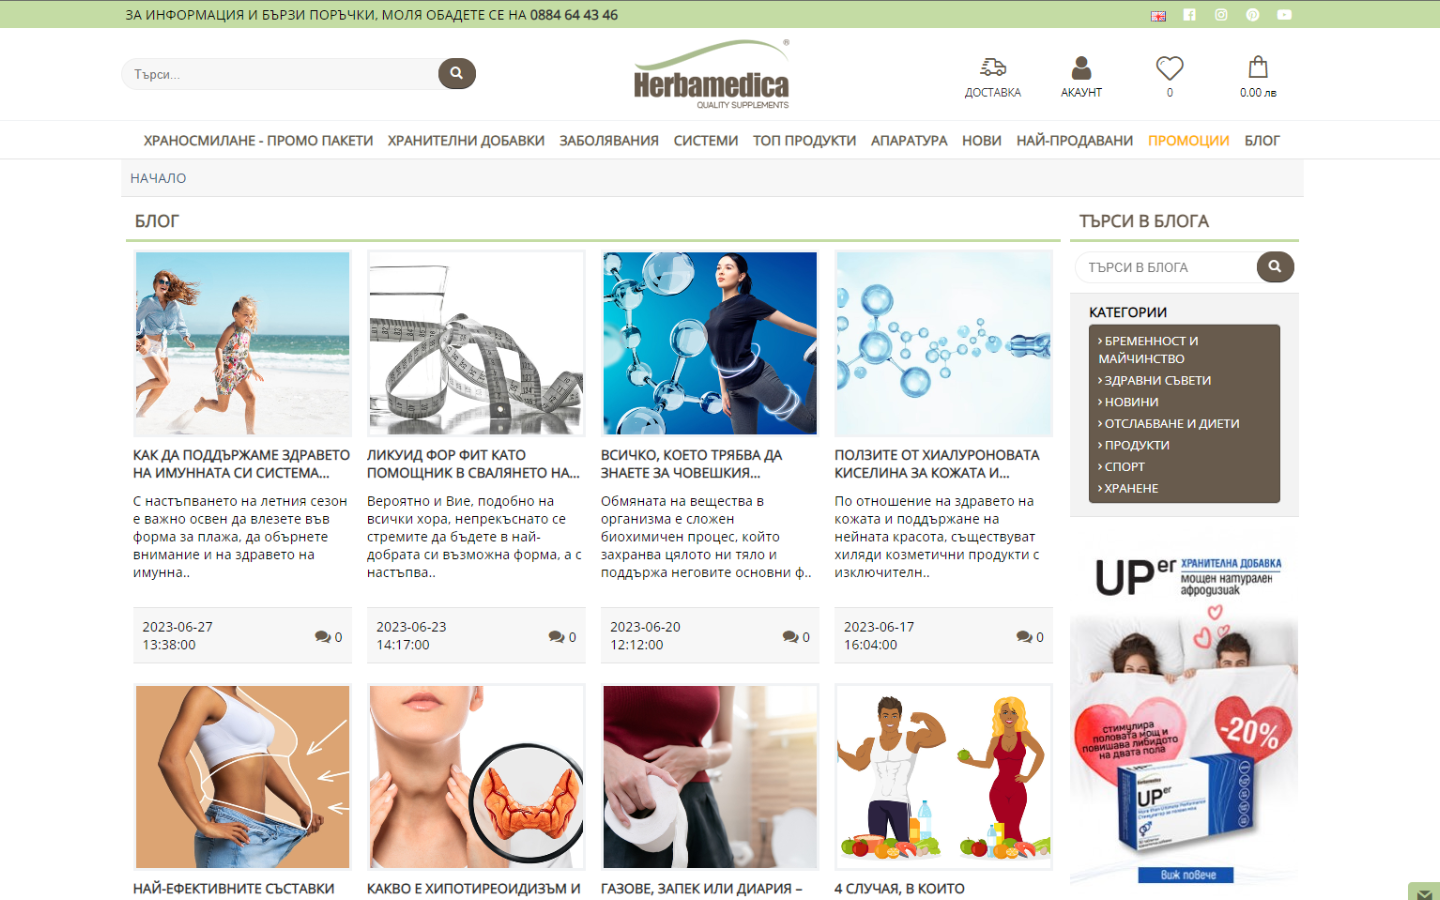 ЗА ИНФОРМАЦИЯ И БЪРЗИ ПОРЪЧКИ, МОЛЯ ОБАДЕТЕ СЕ НА 0884 64 43 46
Търси...
Herbamedica®
QUALITY SUPPLEMENTS
ДОСТАВКА
АКАУНТ
0
0.00 лв
ХРАНОСМИЛАНЕ - ПРОМО ПАКЕТИ ХРАНИТЕЛНИ ДОБАВКИ ЗАБОЛЯВАНИЯ СИСТЕМИ ТОП ПРОДУКТИ АПАРАТУРА НОВИ НАЙ-ПРОДАВАНИ ПРОМОЦИИ БЛОГ
НАЧАЛО
БЛОГ
КАК ДА ПОДДЪРЖАМЕ ЗДРАВЕТО
НА ИМУННАТА СИ СИСТЕМА...
С настъпването на летния сезон
е важно освен да влезете във
форма за плажа, да обърнете
внимание и на здравето на
имунна..
2023-06-27
13:38:00
0
ЛИКУИД ФОР ФИТ КАТО
ПОМОЩНИК В СВАЛЯНЕТО НА...
Вероятно и Вие, подобно на
всички хора, непрекъснато се
стремите да бъдете в най-
добрата си възможна форма, а с
настъпва..
2023-06-23
14:17:00
0
ВСИЧКО, КОЕТО ТРЯБВА ДА
ЗНАЕТЕ ЗА ЧОВЕШКИЯ...
Обмяната на вещества в
организма е сложен
биохимичен процес, който
захранва цялото ни тяло и
поддържа неговите основни ф..
2023-06-20
12:12:00
0
ПОЛЗИТЕ ОТ ХИАЛУРОНОВАТА
КИСЕЛИНА ЗА КОЖАТА И...
По отношение на здравето на
кожата и поддържане на
нейната красота, съществуват
хиляди козметични продукти с
изключителн..
2023-06-17
16:04:00
0
НАЙ-ЕФЕКТИВНИТЕ СЪСТАВКИ
КАКВО Е ХИПОТИРЕОИДИЗЪМ И
ГАЗОВЕ, ЗАПЕК ИЛИ ДИАРИЯ –
4 СЛУЧАЯ, В КОИТО
ТЪРСИ В БЛОГА
ТЪРСИ В БЛОГА
КАТЕГОРИИ
› БРЕМЕННОСТ И
МАЙЧИНСТВО
› ЗДРАВНИ СЪВЕТИ
› НОВИНИ
› ОТСЛАБВАНЕ И ДИЕТИ
› ПРОДУКТИ
› СПОРТ
› ХРАНЕНЕ
UPer ХРАНИТЕЛНА ДОБАВКА
мощен натурален
афродизиак
стимулира
половата мощ и
повишава либидото
на двата пола
-20%
Herbamedica
UPer
виж повече